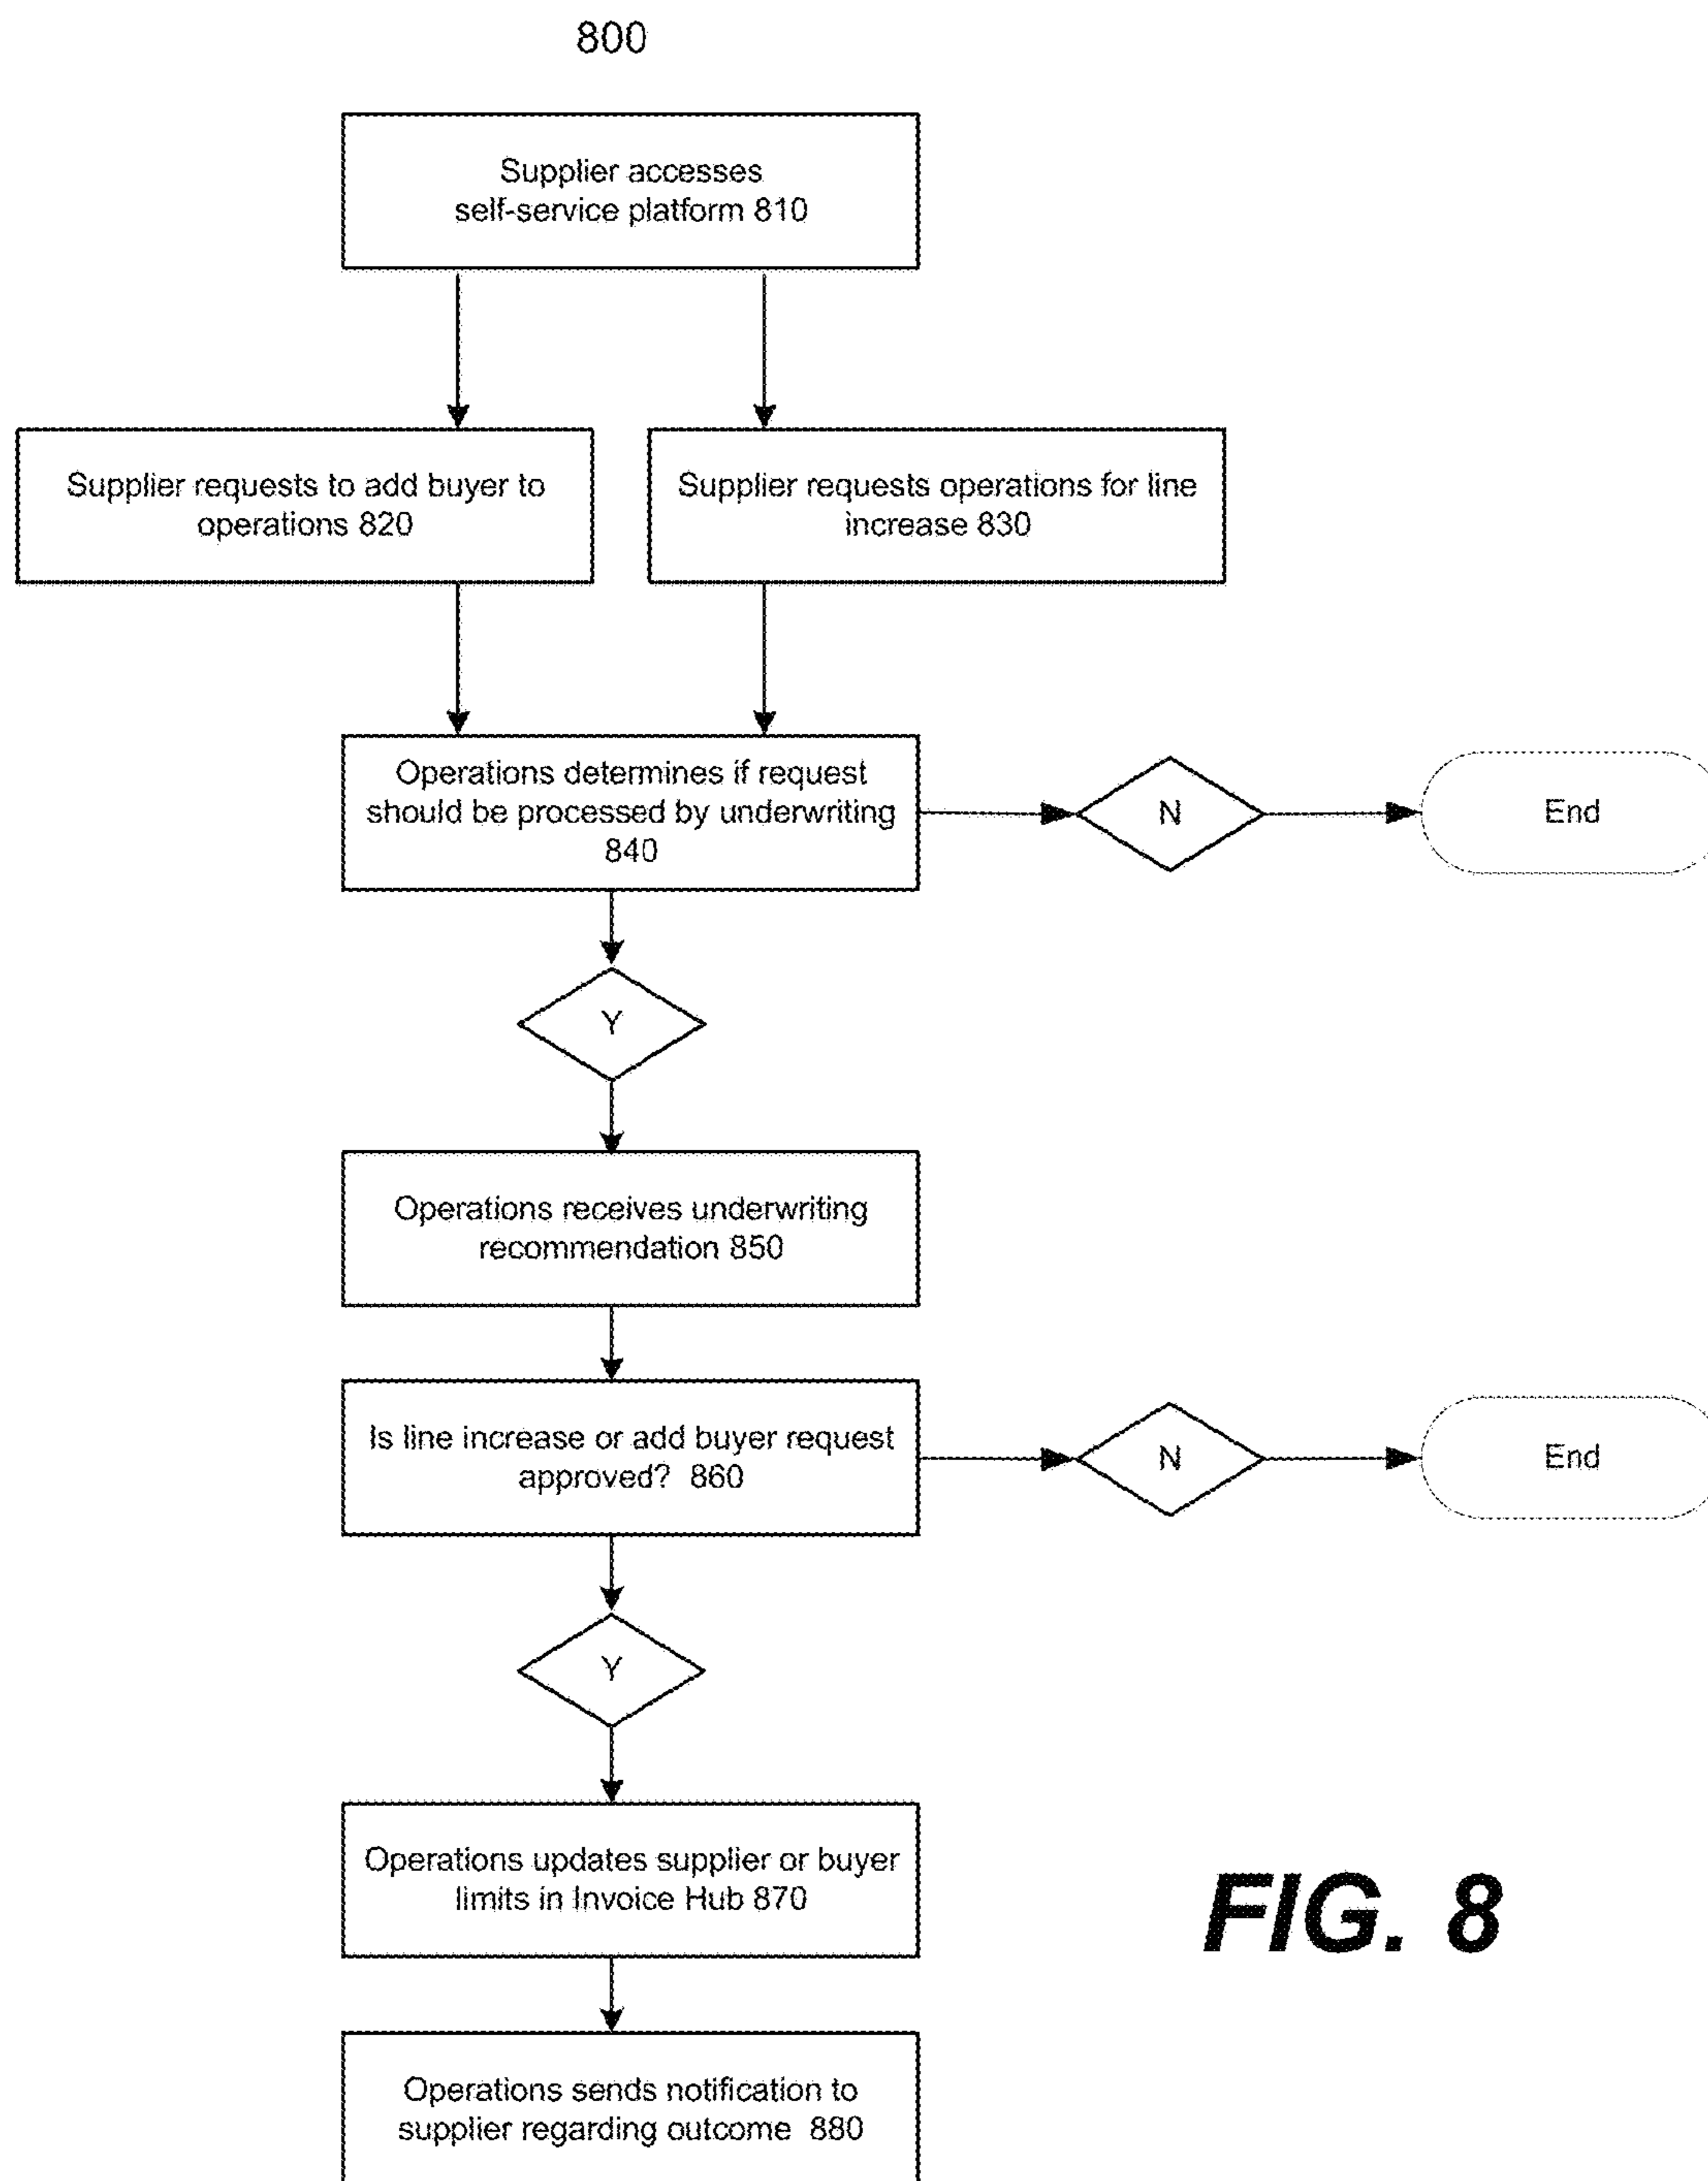 800
Supplier accesses
self-service platform 810
Supplier requests to add buyer to
operations 820
Supplier requests operations for line
increase 830
Operations determines if request
should be processed by underwriting
840
N
End
Y
Operations receives underwriting
recommendation 850
Is line increase or add buyer request
approved? 860
N
End
Y
Operations updates supplier or buyer
limits in Invoice Hub 870
FIG. 8
Operations sends notification to
supplier regarding outcome 880